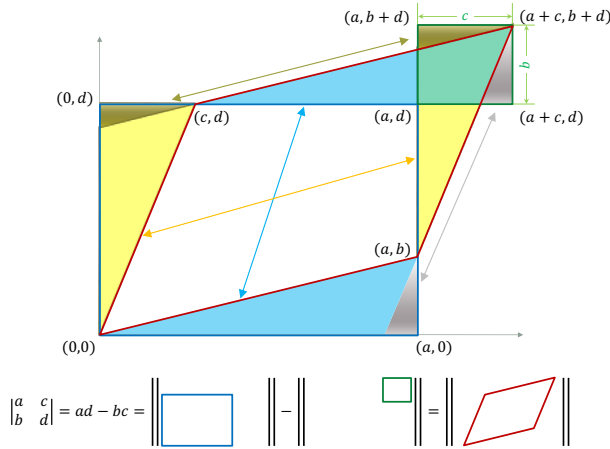 (a, b + d)
c
(a + c, b + d)
b
(0, d)
(c, d)
(a, d)
(a + c, d)
(a, b)
(0,0)
(a, 0)
|a c
b d| = ad − bc = ‖ ‖ − ‖ ‖ = ‖ ‖